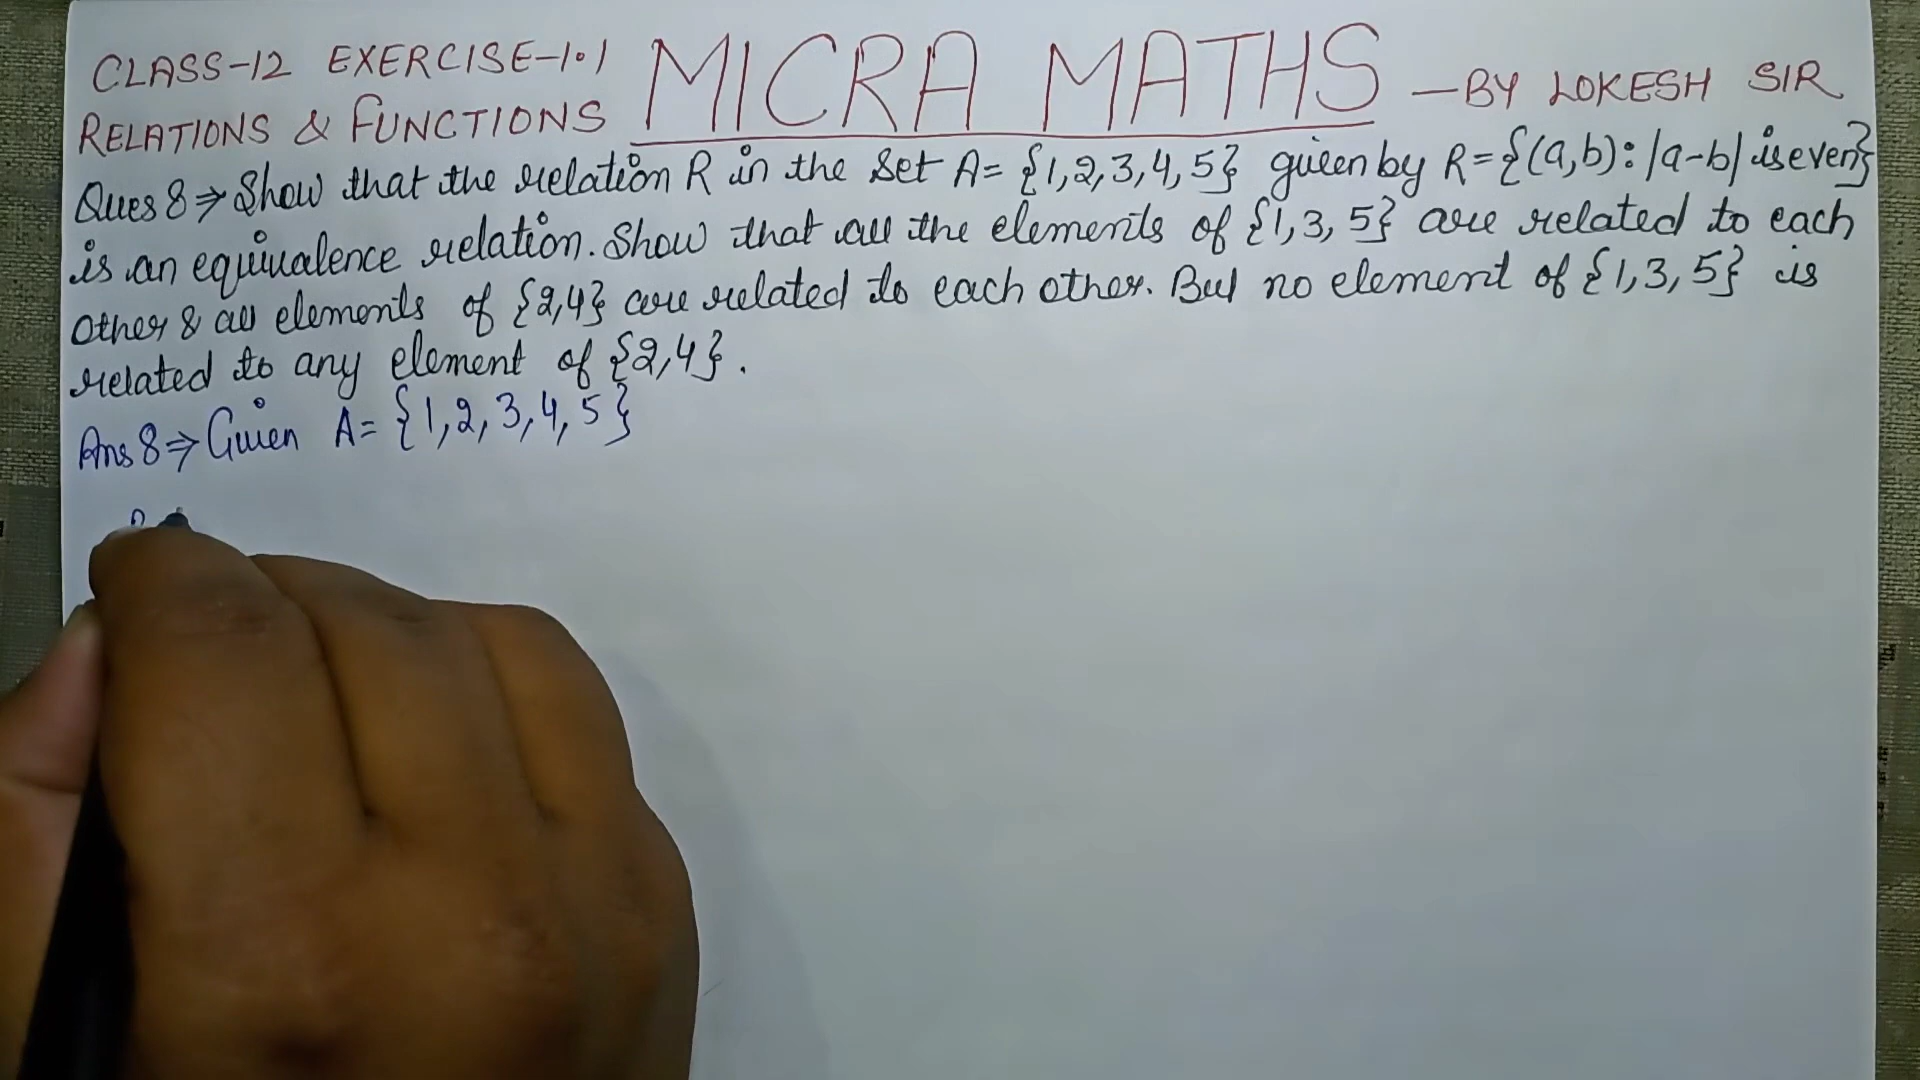 CLASS-12 EXERCISE-1.1 MICRA MATHS - BY LOKESH SIR
RELATIONS & FUNCTIONS
Ques 8 ⇒ Show that the relation R in the set A = {1,2,3,4,5} given by R = {(a,b): |a-b| is even}
is an equivalence relation. Show that all the elements of {1,3,5} are related to each
other & all elements of {2,4} are related to each other. But no element of {1,3,5} is
related to any element of {2,4}.
Ans 8 ⇒ Given A = {1,2,3,4,5}